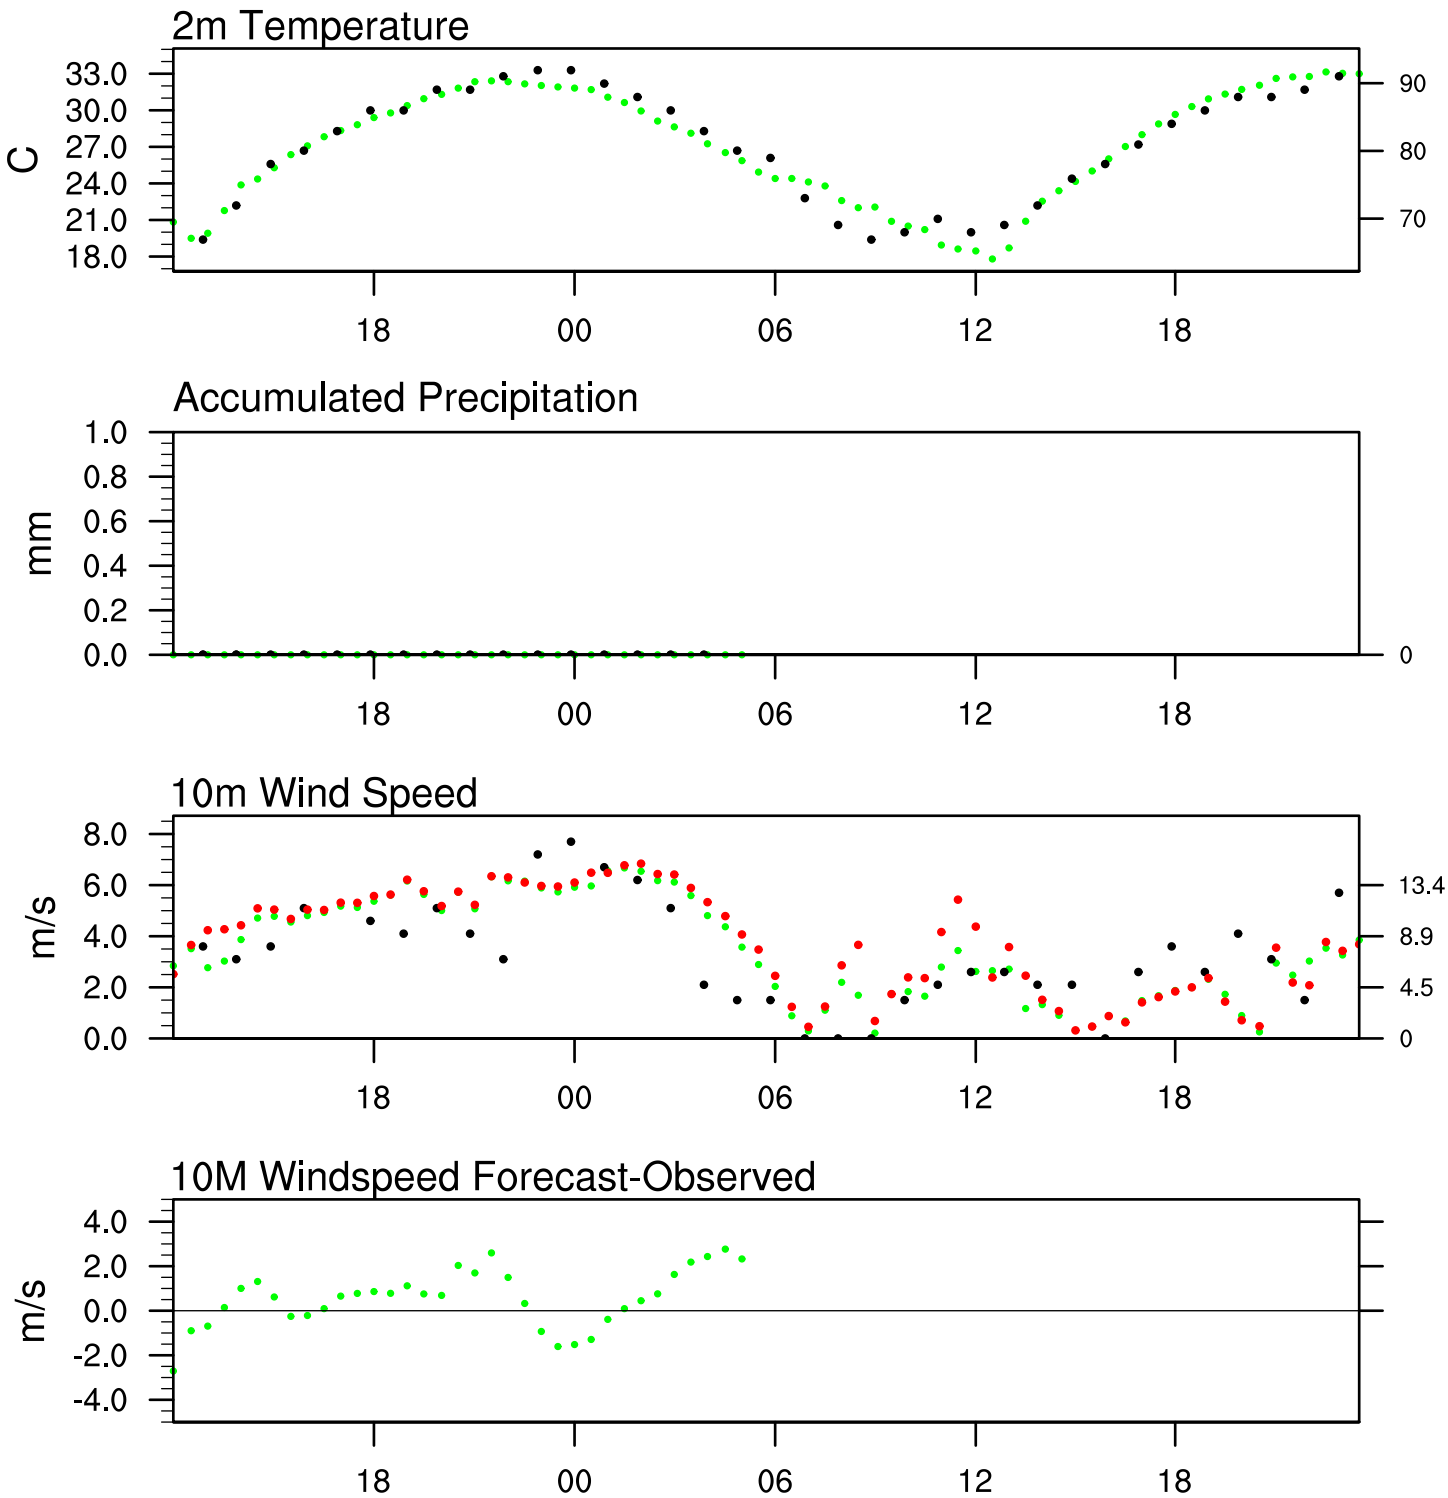 2m Temperature
33.0
30.0
27.0
24.0
21.0
18.0
C
90
80
70
18 00 06 12 18
Accumulated Precipitation
1.0
0.8
0.6
0.4
0.2
0.0
mm
0
18 00 06 12 18
10m Wind Speed
8.0
6.0
4.0
2.0
0.0
m/s
13.4
8.9
4.5
0
18 00 06 12 18
10M Windspeed Forecast-Observed
4.0
2.0
0.0
-2.0
-4.0
m/s
18 00 06 12 18